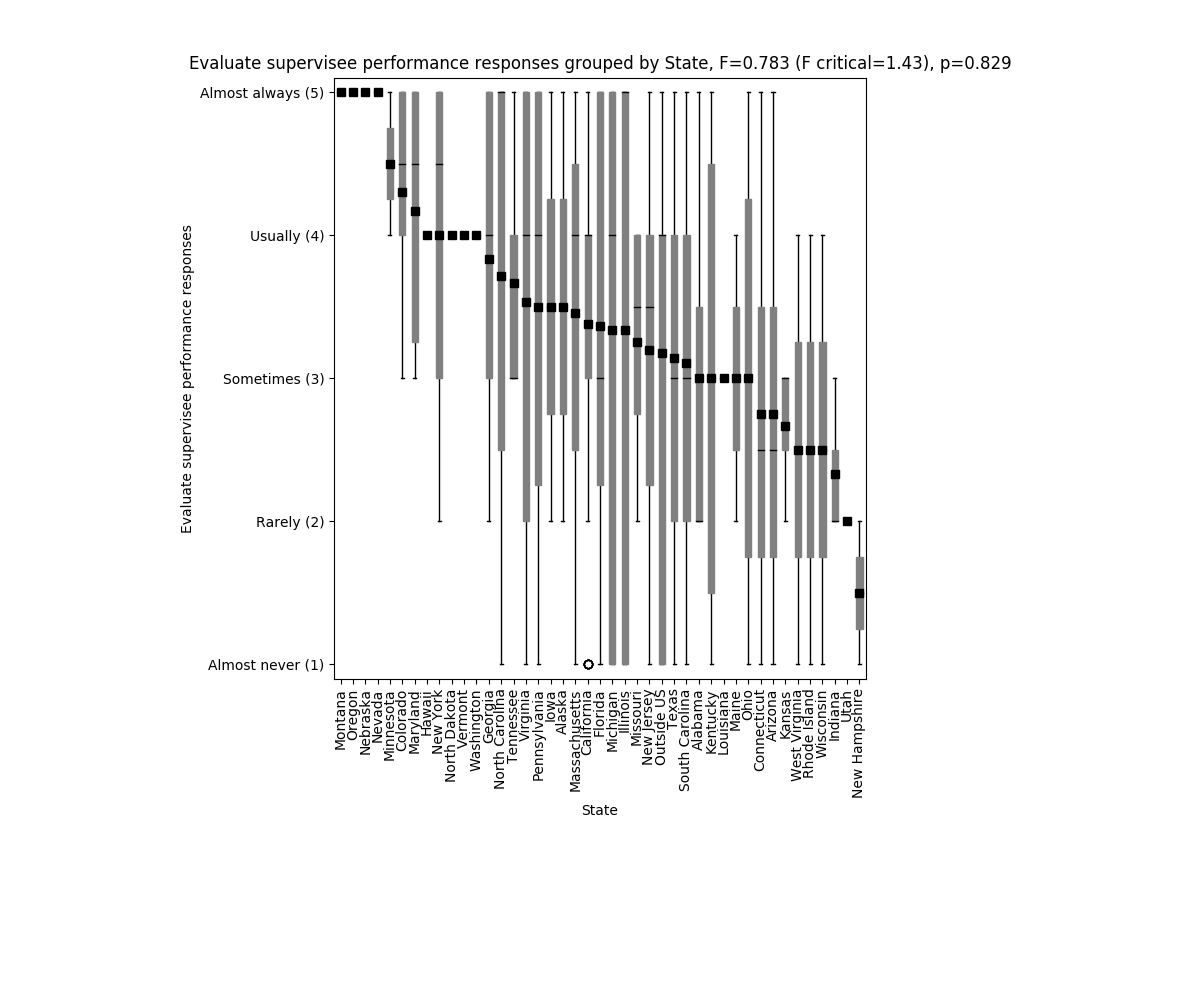 Evaluate supervisee performance responses grouped by State, F=0.783 (F critical=1.43), p=0.829
Almost always (5)
Usually (4)
Sometimes (3)
Rarely (2)
Almost never (1)
Evaluate supervisee performance responses
Montana
Oregon
Nebraska
Nevada
Minnesota
Colorado
Maryland
Hawaii
New York
North Dakota
Vermont
Washington
Georgia
North Carolina
Tennessee
Virginia
Pennsylvania
Iowa
Alaska
Massachusetts
California
Florida
Michigan
Illinois
Missouri
New Jersey
Outside US
Texas
South Carolina
Alabama
Kentucky
Louisiana
Maine
Ohio
Connecticut
Arizona
Kansas
West Virginia
Rhode Island
Wisconsin
Indiana
Utah
New Hampshire
State